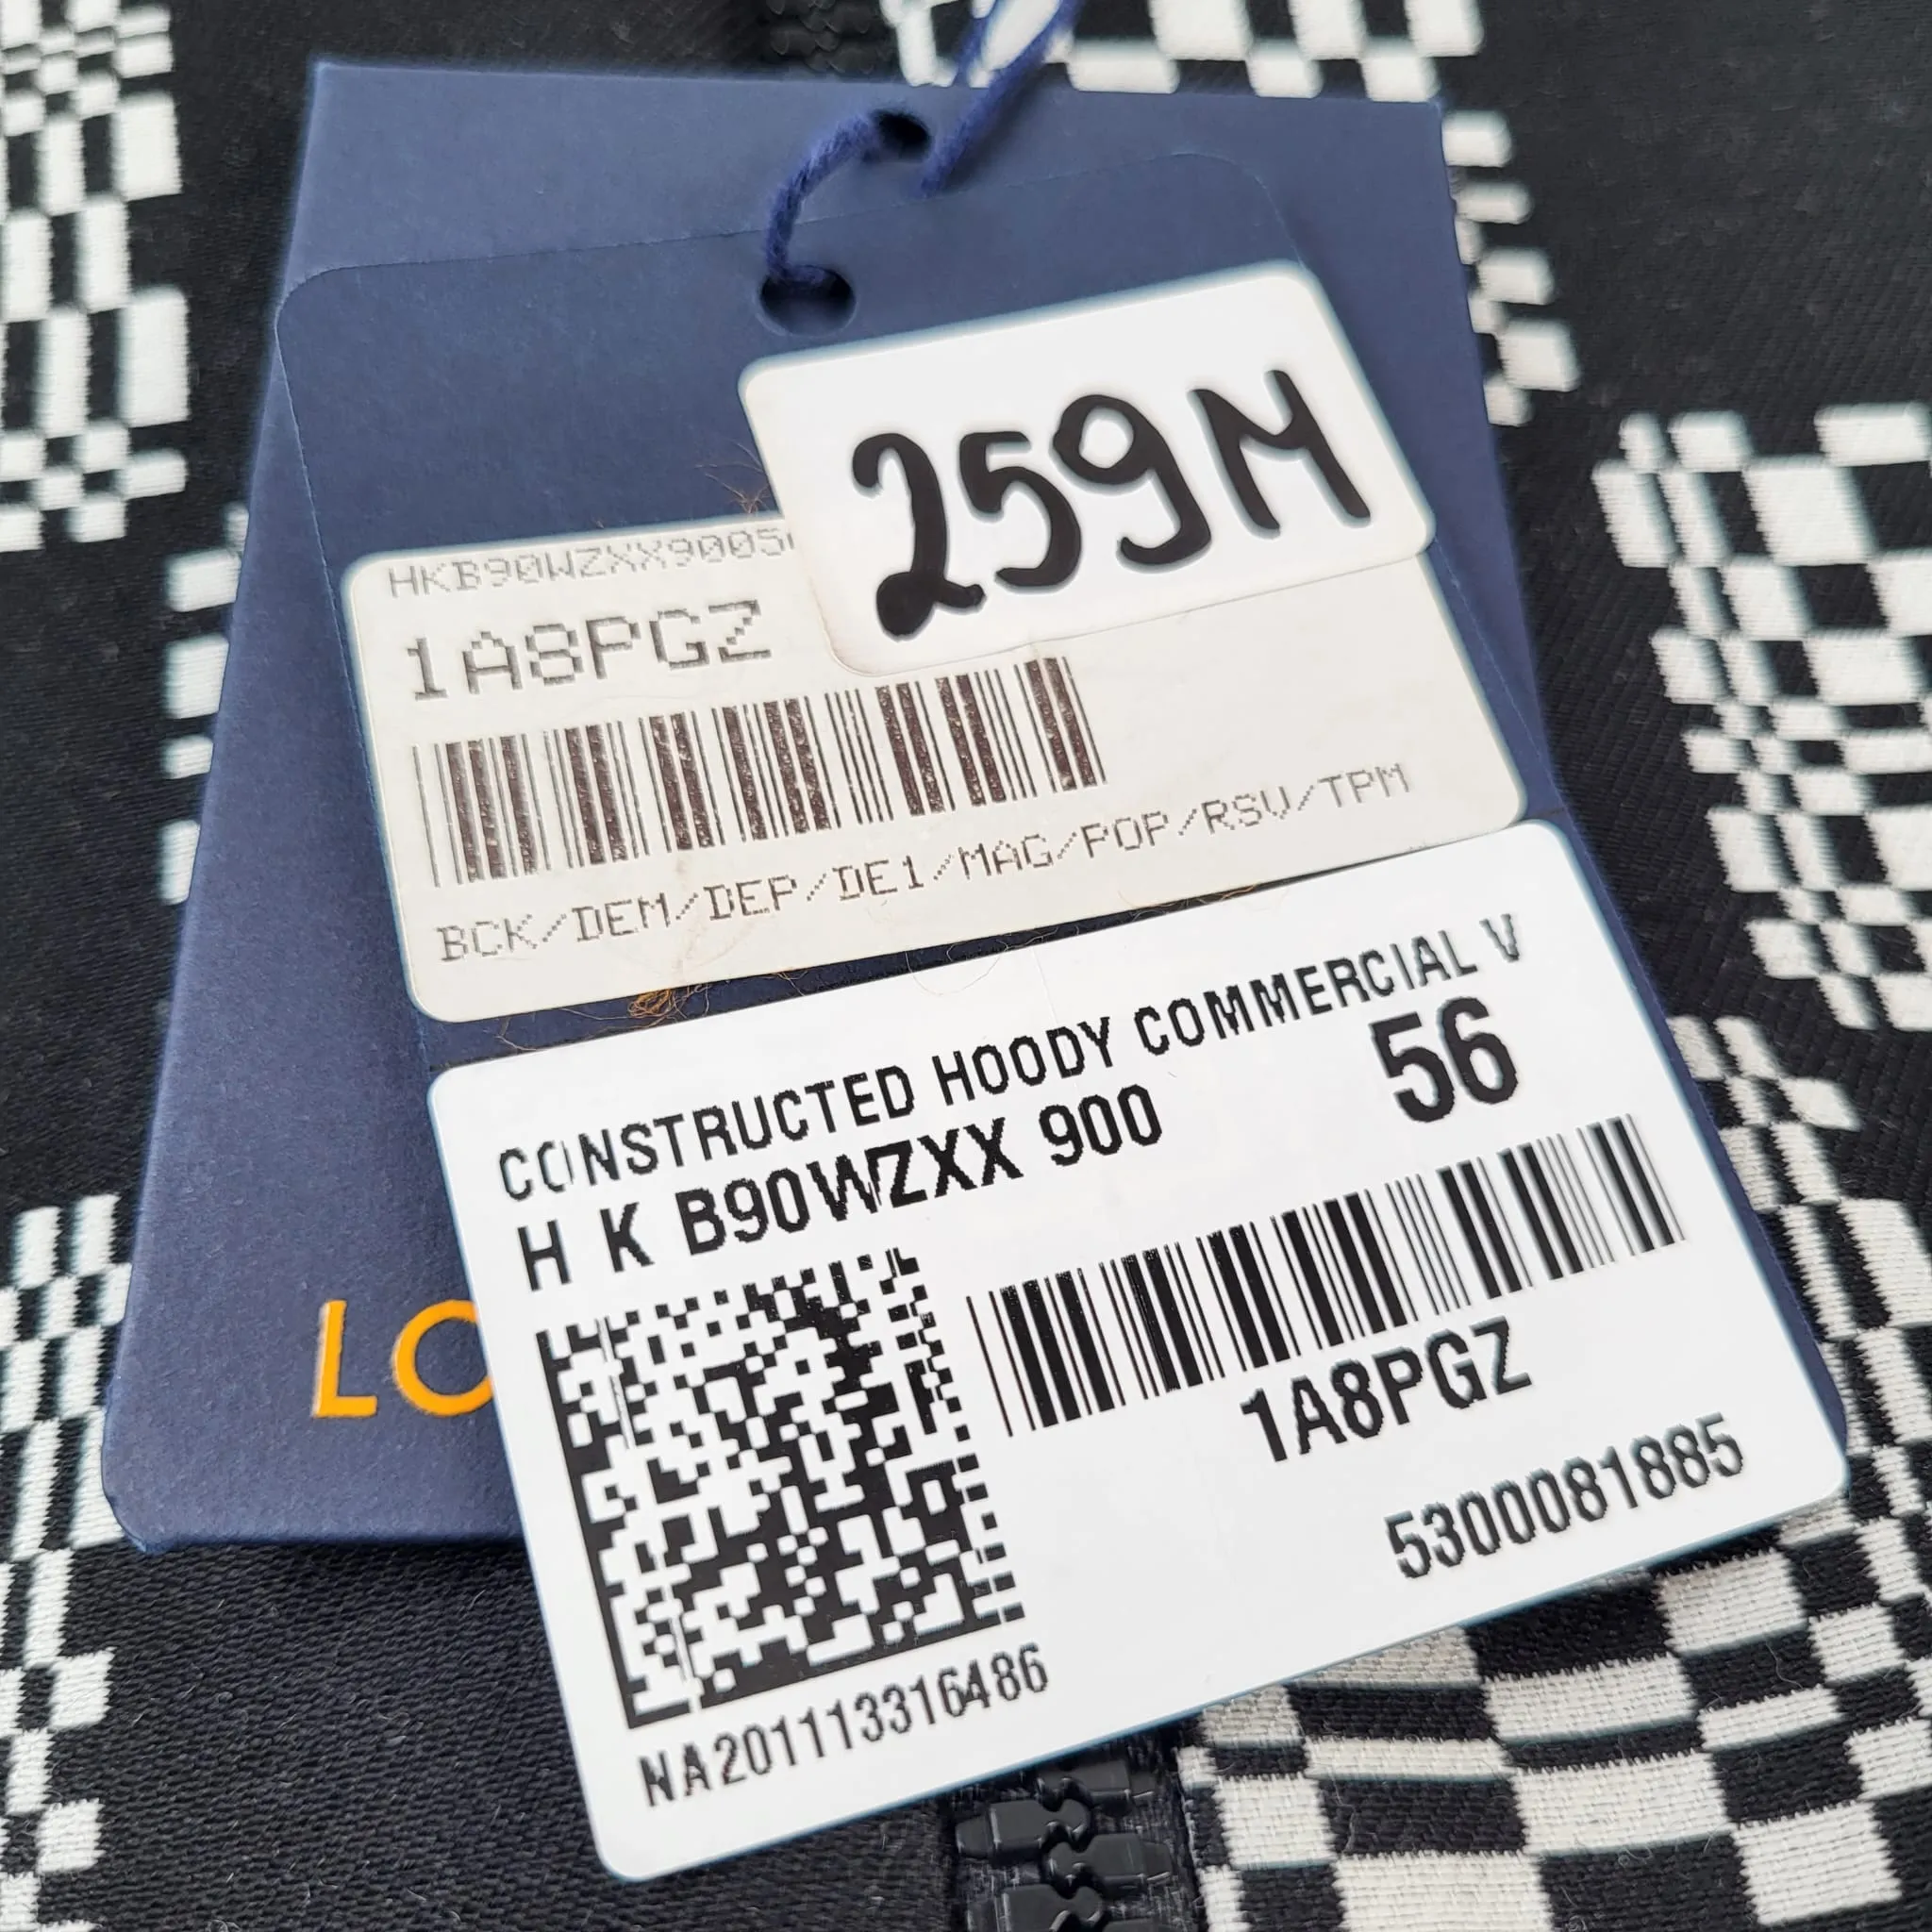 259M
HKB90WZXX9005
1A8PGZ
BCK/DEM/DEP/DE1/MAG/POP/RSV/TPM
CONSTRUCTED HOODY COMMERCIAL V
56
H K B90WZXX 900
1A8PGZ
5300081885
NA201113316486
LO